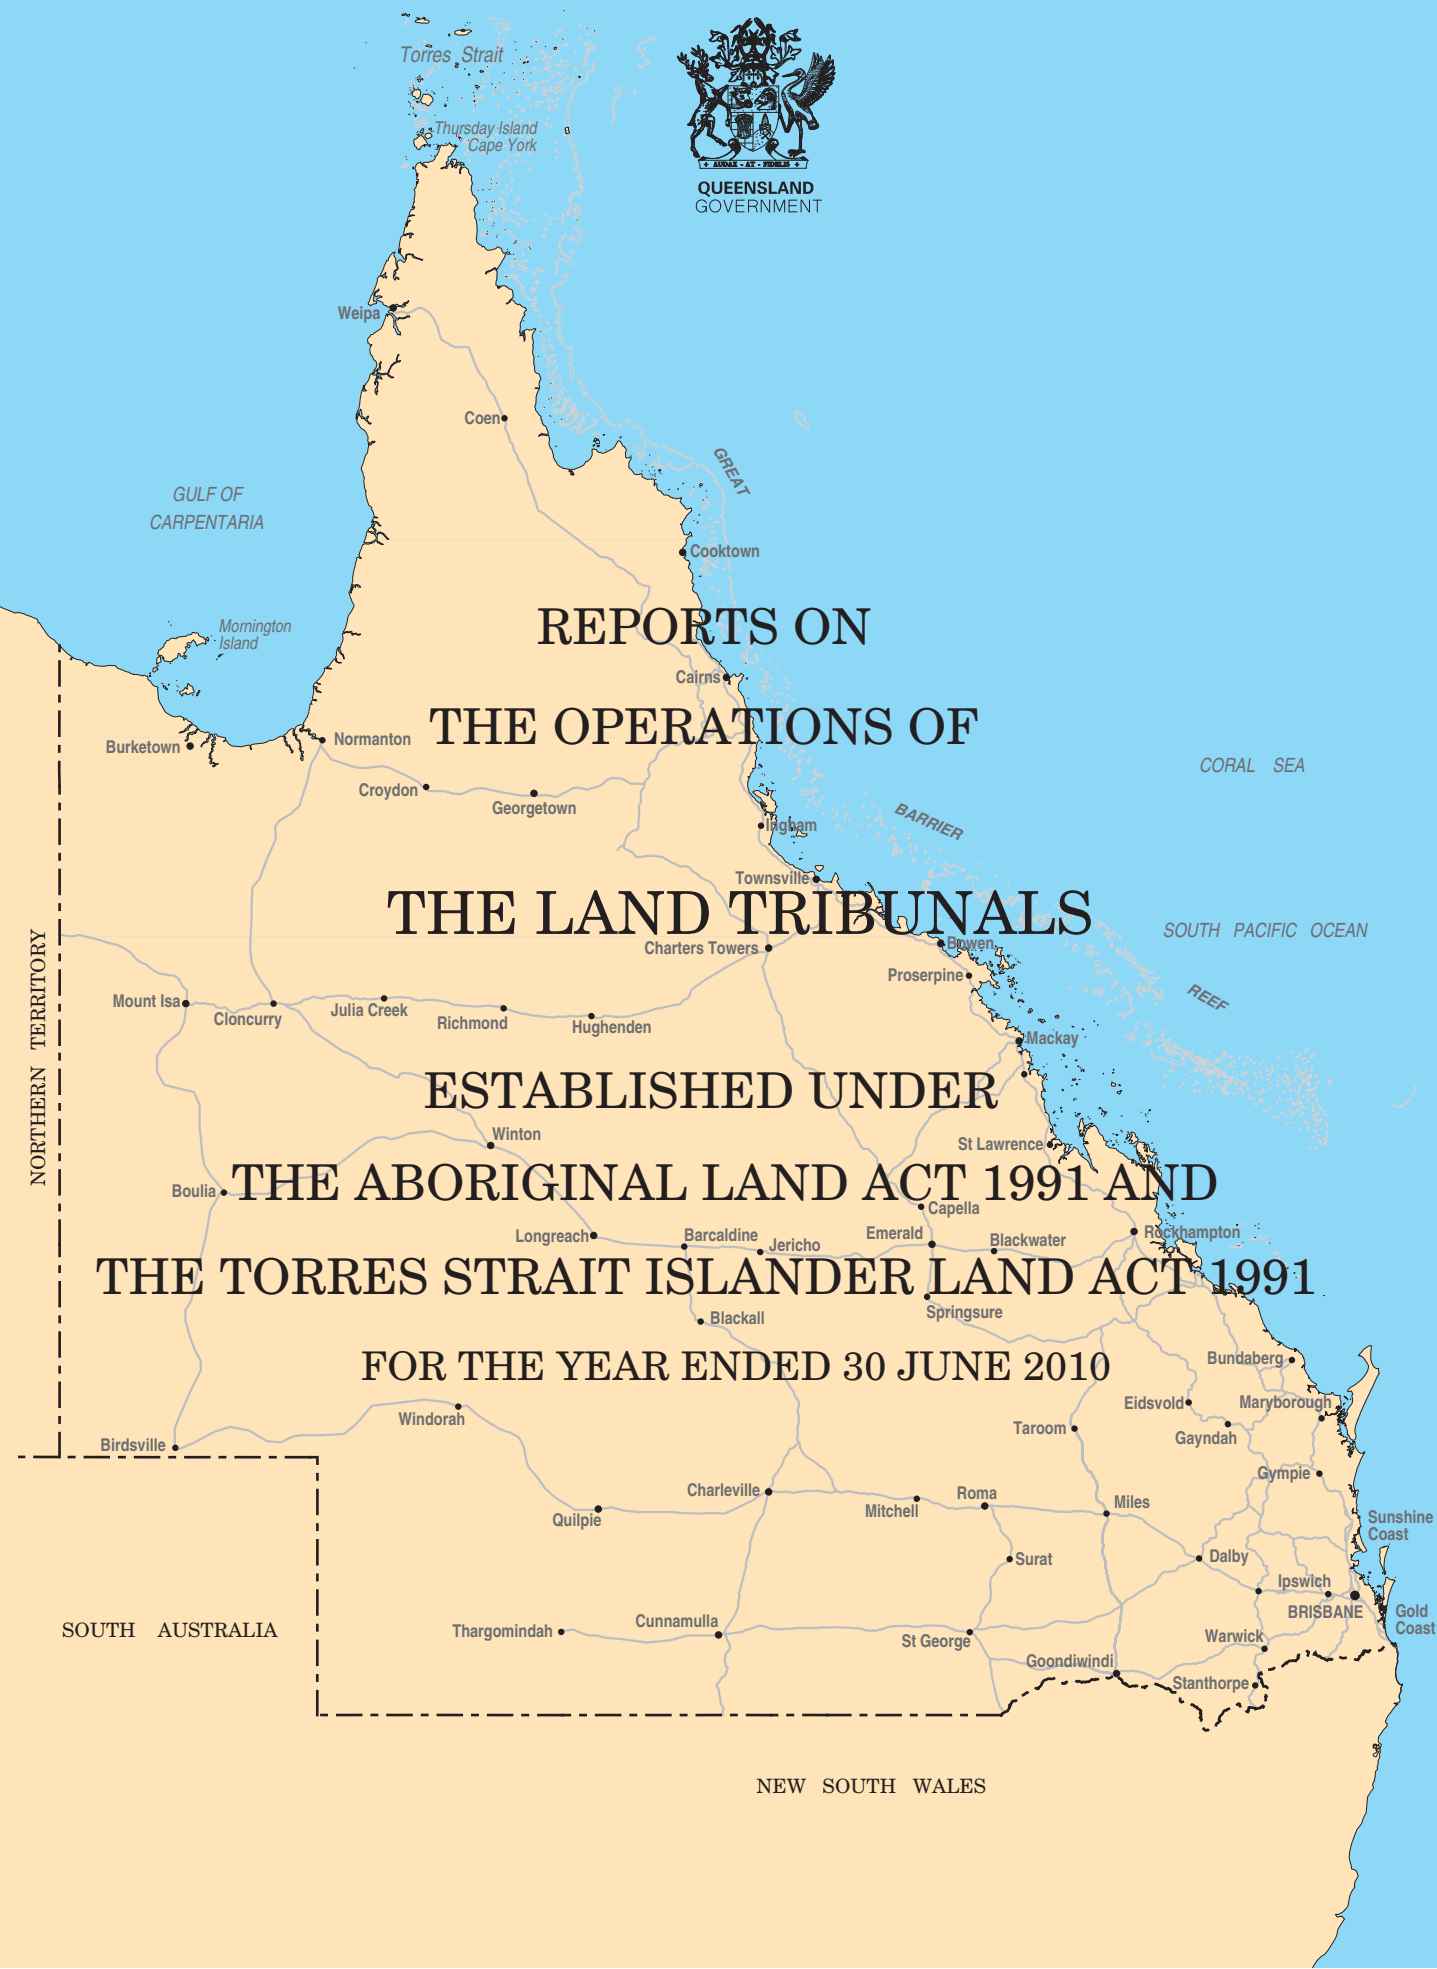 Torres Strait
Thursday Island
Cape York
+ AUDAX - AT - FIDELIS +
QUEENSLAND
GOVERNMENT
Weipa
Coen
GREAT
GULF OF
CARPENTARIA
Cooktown
Mornington
Island
REPORTS ON
Cairns
THE OPERATIONS OF
Burketown
Normanton
CORAL SEA
Croydon
Georgetown
BARRIER
Ingham
Townsville
THE LAND TRIBUNALS
SOUTH PACIFIC OCEAN
Charters Towers
Bowen
Proserpine
REEF
NORTHERN TERRITORY
Mount Isa
Cloncurry
Julia Creek
Richmond
Hughenden
Mackay
ESTABLISHED UNDER
Winton
St Lawrence
Boulia
THE ABORIGINAL LAND ACT 1991 AND
Capella
Longreach
Barcaldine
Jericho
Emerald
Blackwater
Rockhampton
THE TORRES STRAIT ISLANDER LAND ACT 1991
Blackall
Springsure
FOR THE YEAR ENDED 30 JUNE 2010
Bundaberg
Windorah
Eidsvold
Maryborough
Birdsville
Taroom
Gayndah
Gympie
Charleville
Quilpie
Mitchell
Roma
Miles
Sunshine
Coast
Surat
Dalby
Ipswich
BRISBANE
Gold
Coast
SOUTH AUSTRALIA
Thargomindah
Cunnamulla
St George
Warwick
Goondiwindi
Stanthorpe
NEW SOUTH WALES